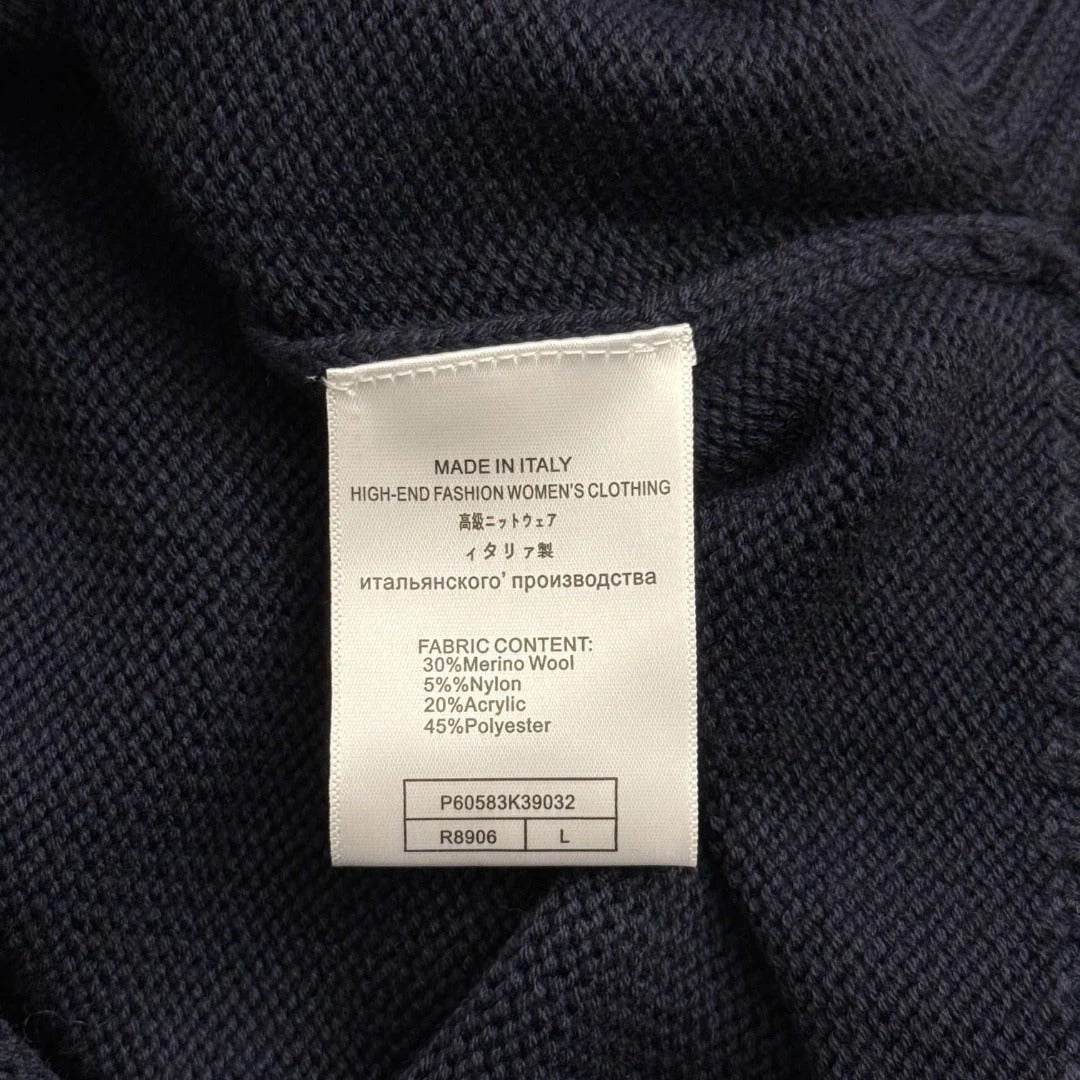 MADE IN ITALY
HIGH-END FASHION WOMEN'S CLOTHING
高級ニットウェア
ィタリァ製
итальянского' производства
FABRIC CONTENT:
30%Merino Wool
5%%Nylon
20%Acrylic
45%Polyester
P60583K39032
R8906 L